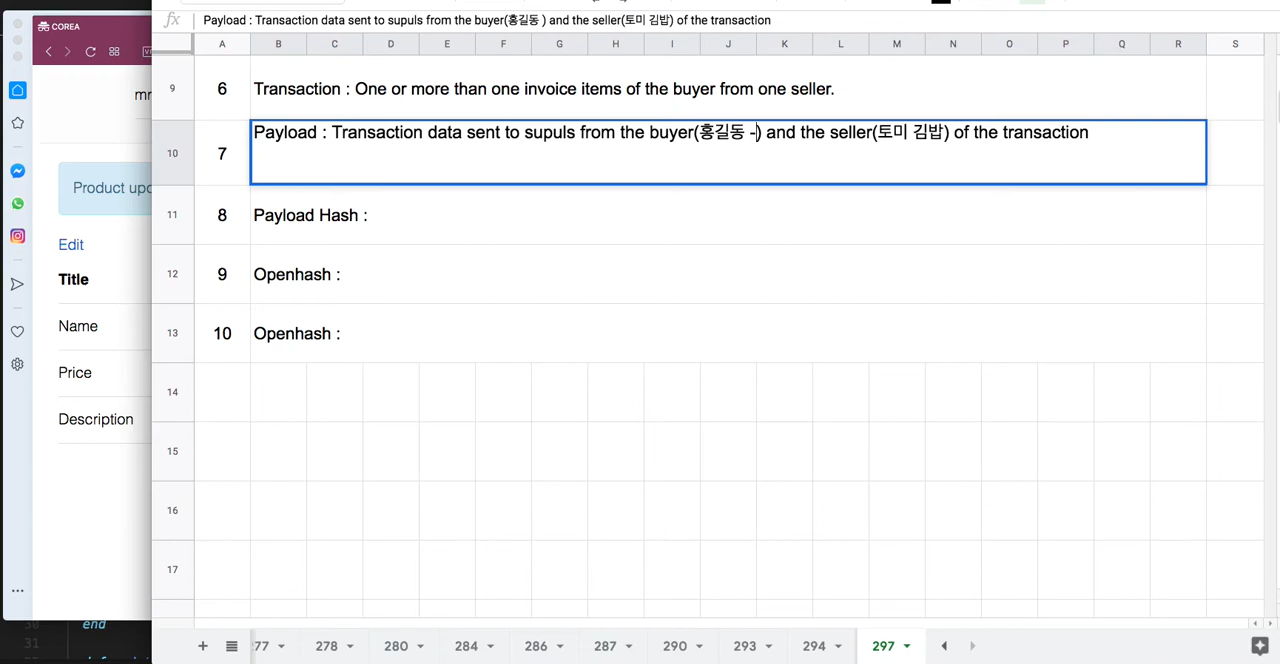 COREA
fx Payload : Transaction data sent to supuls from the buyer(홍길동 ) and the seller(토미 김밥) of the transaction
A B C D E F G H I J K L M N O P Q R S
9 6 Transaction : One or more than one invoice items of the buyer from one seller.
10 7 Payload : Transaction data sent to supuls from the buyer(홍길동 -) and the seller(토미 김밥) of the transaction
11 8 Payload Hash :
12 9 Openhash :
13 10 Openhash :
14
15
16
17
Edit
Title
Name
Price
Description
30 end
31
+ 277 278 280 284 286 287 290 293 294 297